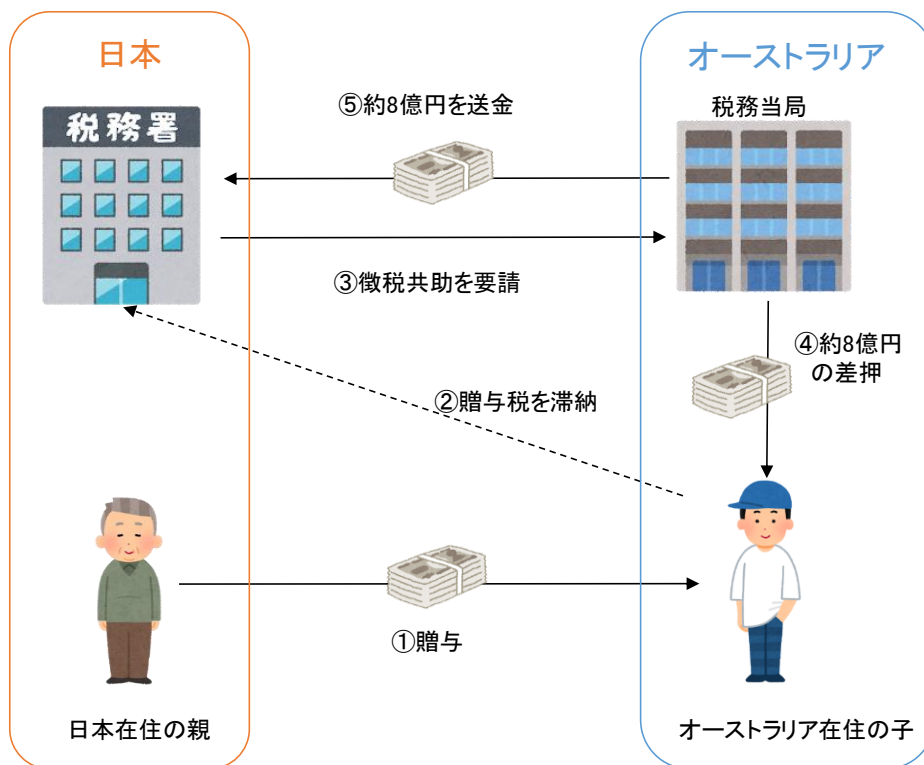 日本
オーストラリア
税務署
税務当局
⑤約8億円を送金
③徴税共助を要請
④約8億円
の差押
②贈与税を滞納
①贈与
日本在住の親
オーストラリア在住の子